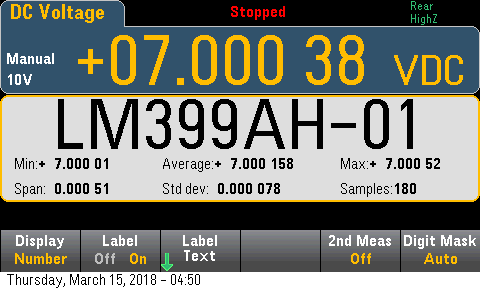 DC Voltage
Stopped
Rear
HighZ
Manual
10V
+07.000 38 VDC
LM399AH-01
Min:+ 7.000 01 Average:+ 7.000 158 Max:+ 7.000 52
Span: 0.000 51 Std dev: 0.000 078 Samples:180
Display Label Label 2nd Meas Digit Mask
Number Off On Text Off Auto
Thursday, March 15, 2018 - 04:50